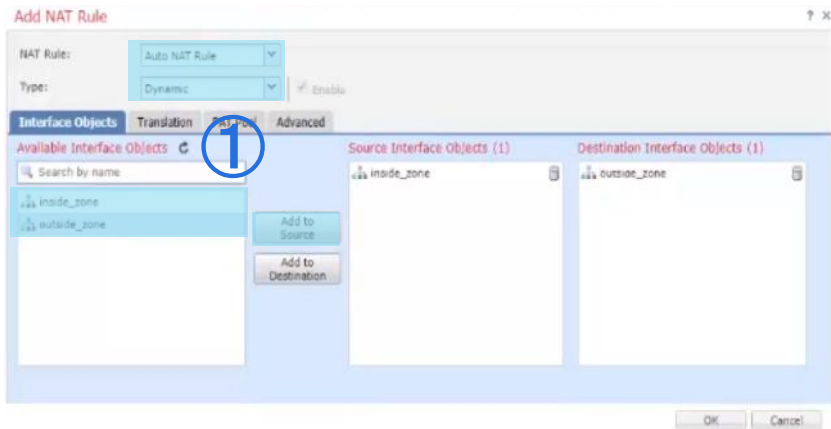 Add NAT Rule ? ×
NAT Rule: Auto NAT Rule
Type: Dynamic Enable
Interface Objects Translation PAT Pool Advanced
①
Available Interface Objects Source Interface Objects (1) Destination Interface Objects (1)
Search by name inside_zone outside_zone
inside_zone
outside_zone
Add to
Source
Add to
Destination
OK Cancel